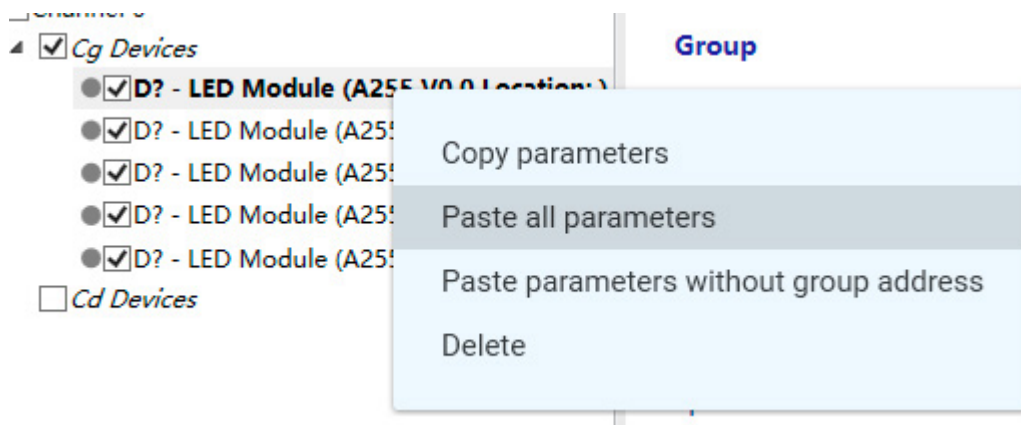 Cg Devices
D? - LED Module (A255 V0.0 Location: )
D? - LED Module (A255
D? - LED Module (A255
D? - LED Module (A255
D? - LED Module (A255
Cd Devices
Group
Copy parameters
Paste all parameters
Paste parameters without group address
Delete